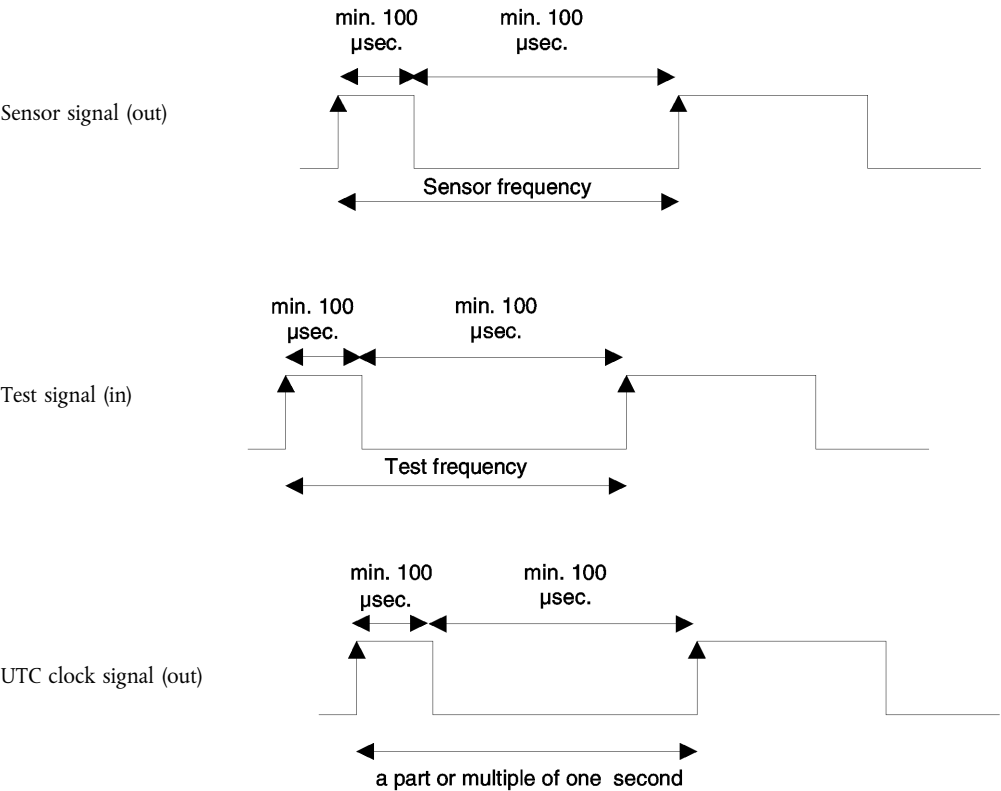 min. 100
µsec.
min. 100
µsec.
Sensor signal (out)
Sensor frequency
min. 100
µsec.
min. 100
µsec.
Test signal (in)
Test frequency
min. 100
µsec.
min. 100
µsec.
UTC clock signal (out)
a part or multiple of one second